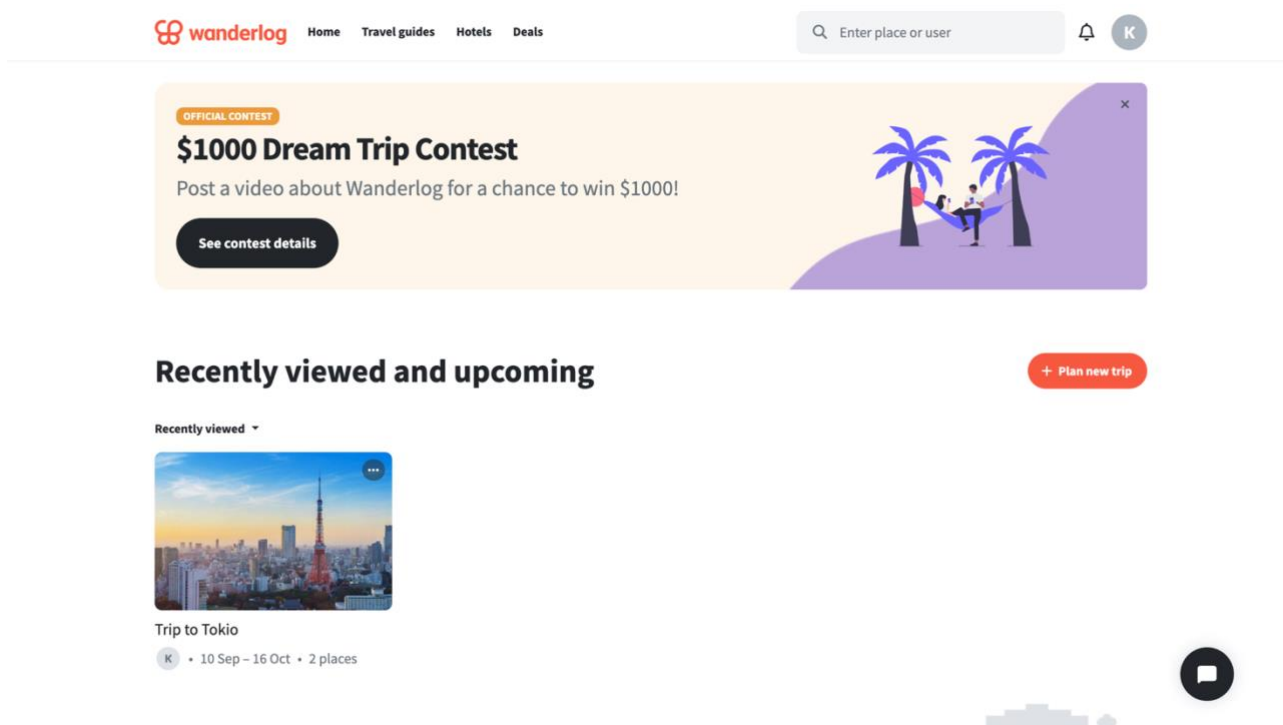 wanderlog
Home
Travel guides
Hotels
Deals
Enter place or user
K
OFFICIAL CONTEST
$1000 Dream Trip Contest
Post a video about Wanderlog for a chance to win $1000!
See contest details
Recently viewed and upcoming
+ Plan new trip
Recently viewed
Trip to Tokio
K • 10 Sep – 16 Oct • 2 places